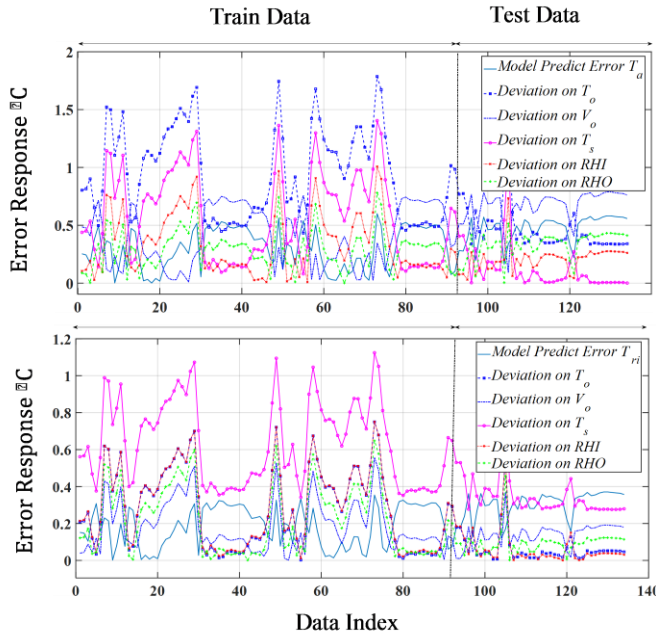 Train Data Test Data
2
1.5
1
0.5
0
Error Response ⍰C
Model Predict Error Ta
Deviation on To
Deviation on Vo
Deviation on Ts
Deviation on RHI
Deviation on RHO
0 20 40 60 80 100 120
1.2
1
0.8
0.6
0.4
0.2
0
Error Response ⍰C
Model Predict Error Tri
Deviation on To
Deviation on Vo
Deviation on Ts
Deviation on RHI
Deviation on RHO
0 20 40 60 80 100 120 140
Data Index